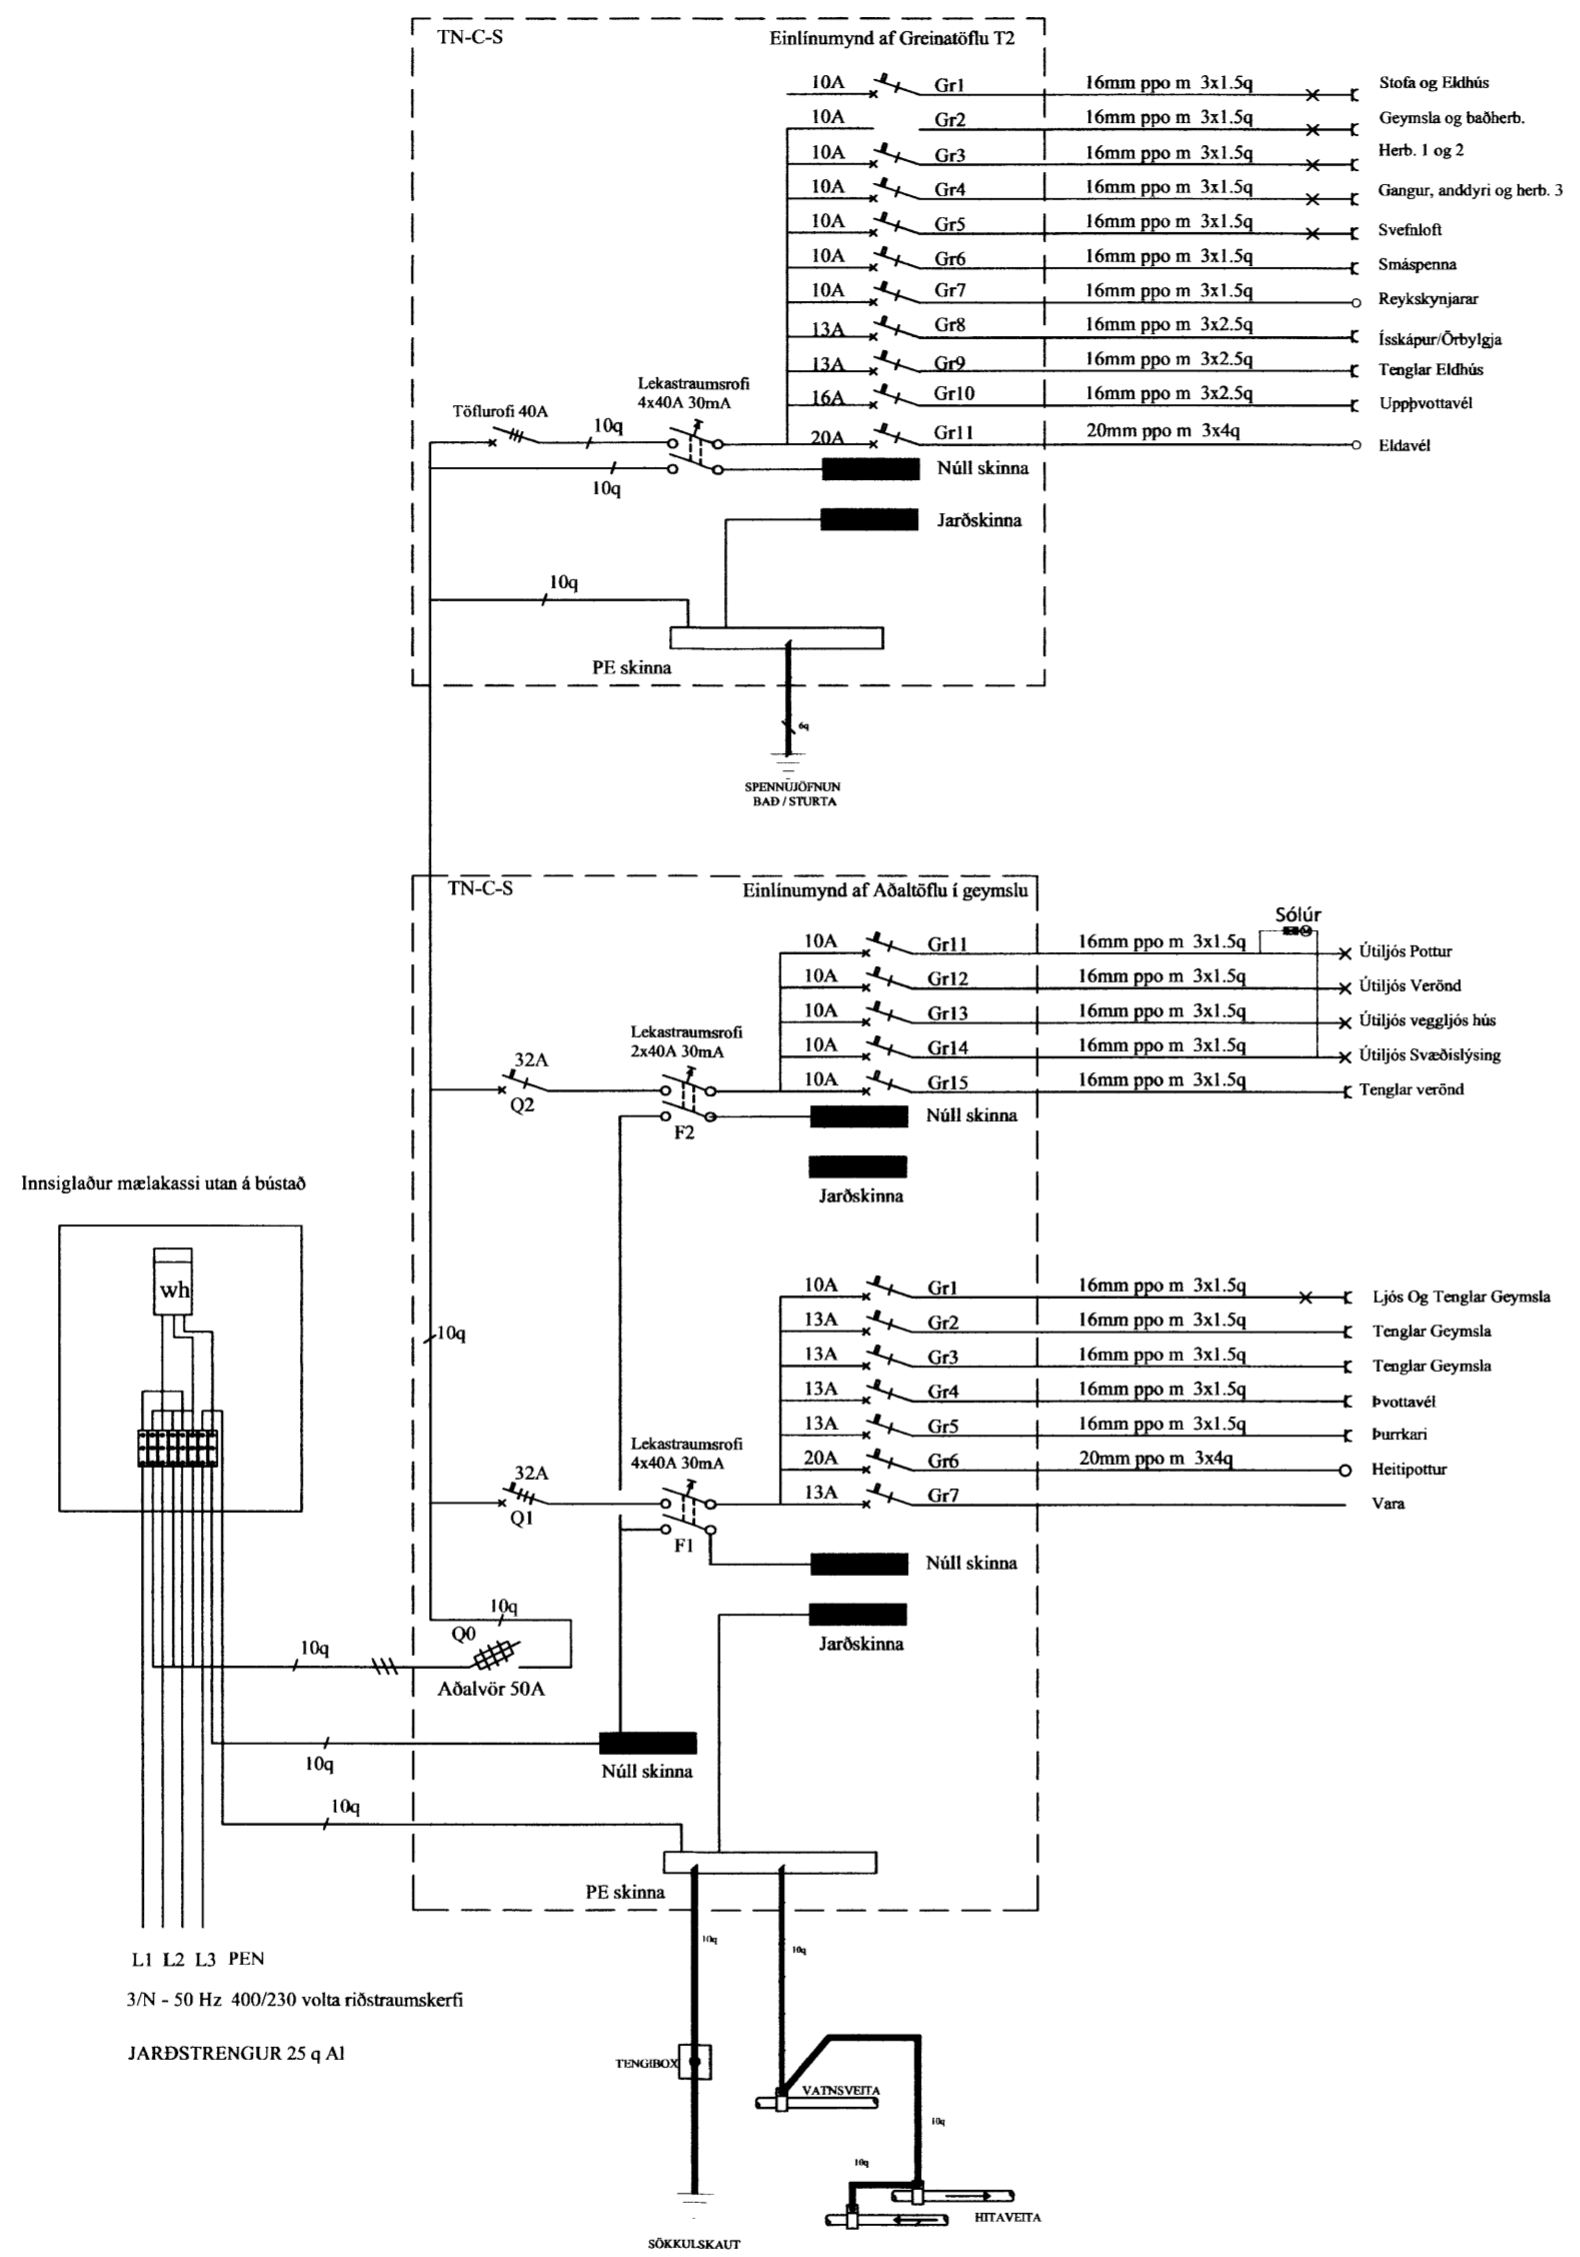 TN-C-S Einlínumynd af Greinatöflu T2
10A Gr1 16mm ppo m 3x1.5q Stofa og Eldhús
10A Gr2 16mm ppo m 3x1.5q Geymsla og baðherb.
10A Gr3 16mm ppo m 3x1.5q Herb. 1 og 2
10A Gr4 16mm ppo m 3x1.5q Gangur, anddyri og herb. 3
10A Gr5 16mm ppo m 3x1.5q Svefnloft
10A Gr6 16mm ppo m 3x1.5q Smáspenna
10A Gr7 16mm ppo m 3x1.5q Reykskynjarar
13A Gr8 16mm ppo m 3x2.5q Ísskápur/Örbylgja
13A Gr9 16mm ppo m 3x2.5q Tenglar Eldhús
16A Gr10 16mm ppo m 3x2.5q Uppþvottavél
20A Gr11 20mm ppo m 3x4q Eldavél
Lekastraumsrofi
4x40A 30mA
Töflurofi 40A
10q
10q
Núll skinna
Jarðskinna
10q
PE skinna
6q
SPENNUJÖFNUN
BAÐ / STURTA
TN-C-S Einlínumynd af Aðaltöflu í geymslu
Sólúr
10A Gr11 16mm ppo m 3x1.5q Útiljós Pottur
10A Gr12 16mm ppo m 3x1.5q Útiljós Verönd
10A Gr13 16mm ppo m 3x1.5q Útiljós veggljós hús
10A Gr14 16mm ppo m 3x1.5q Útiljós Svæðislýsing
10A Gr15 16mm ppo m 3x1.5q Tenglar verönd
Lekastraumsrofi
2x40A 30mA
32A
Q2
F2
Núll skinna
Jarðskinna
Innsiglaður mælakassi utan á bústað
wh
10q
10A Gr1 16mm ppo m 3x1.5q Ljós Og Tenglar Geymsla
13A Gr2 16mm ppo m 3x1.5q Tenglar Geymsla
13A Gr3 16mm ppo m 3x1.5q Tenglar Geymsla
13A Gr4 16mm ppo m 3x1.5q Þvottavél
13A Gr5 16mm ppo m 3x1.5q Þurrkari
20A Gr6 20mm ppo m 3x4q Heitipottur
13A Gr7 Vara
Lekastraumsrofi
4x40A 30mA
32A
Q1
F1
Núll skinna
Jarðskinna
10q
Q0
10q
Aðalvör 50A
10q
Núll skinna
10q
PE skinna
10q
10q
L1 L2 L3 PEN
3/N - 50 Hz 400/230 volta riðstraumskerfi
JARÐSTRENGUR 25 q Al
TENGIBOX
VATNSVEITA
10q
10q
HITAVEITA
SÖKKULSKAUT